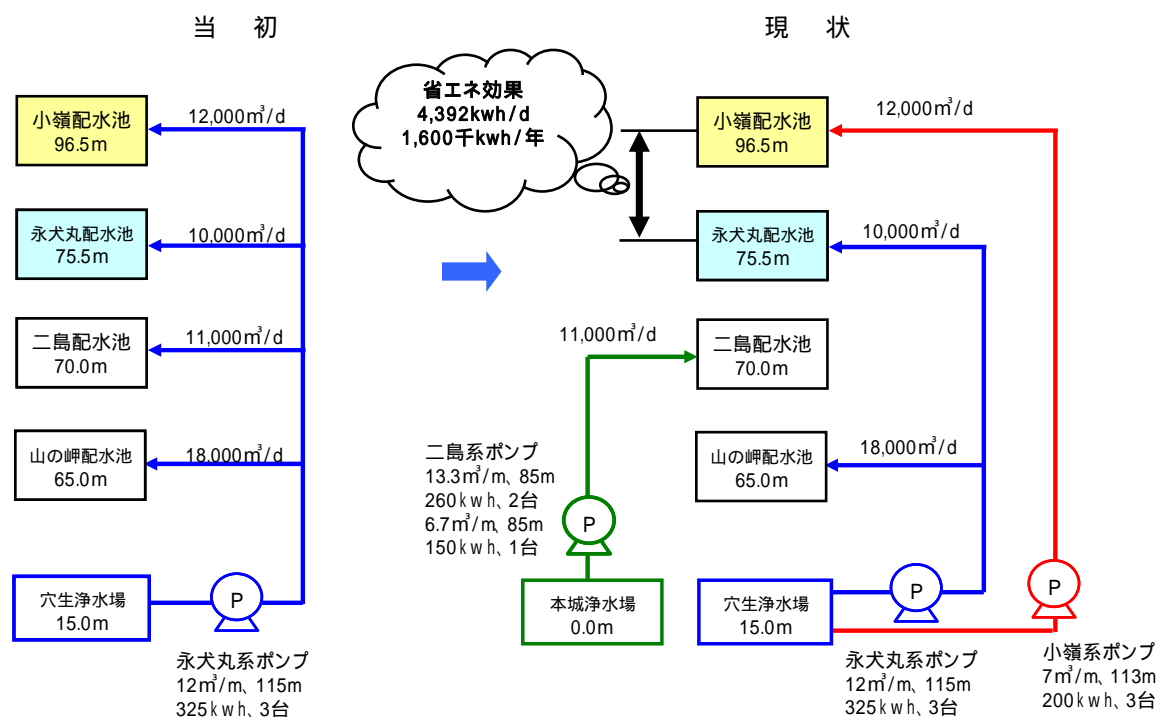 当 初
小嶺配水池
96.5m
12,000㎥/d
永犬丸配水池
75.5m
10,000㎥/d
二島配水池
70.0m
11,000㎥/d
山の岬配水池
65.0m
18,000㎥/d
穴生浄水場
15.0m
P
永犬丸系ポンプ
12㎥/m、115m
325kwh、3台
省エネ効果
4,392kwh/d
1,600千kwh/年
現 状
小嶺配水池
96.5m
12,000㎥/d
永犬丸配水池
75.5m
10,000㎥/d
二島配水池
70.0m
11,000㎥/d
山の岬配水池
65.0m
18,000㎥/d
二島系ポンプ
13.3㎥/m、85m
260kwh、2台
6.7㎥/m、85m
150kwh、1台
P
本城浄水場
0.0m
穴生浄水場
15.0m
P
永犬丸系ポンプ
12㎥/m、115m
325kwh、3台
P
小嶺系ポンプ
7㎥/m、113m
200kwh、3台